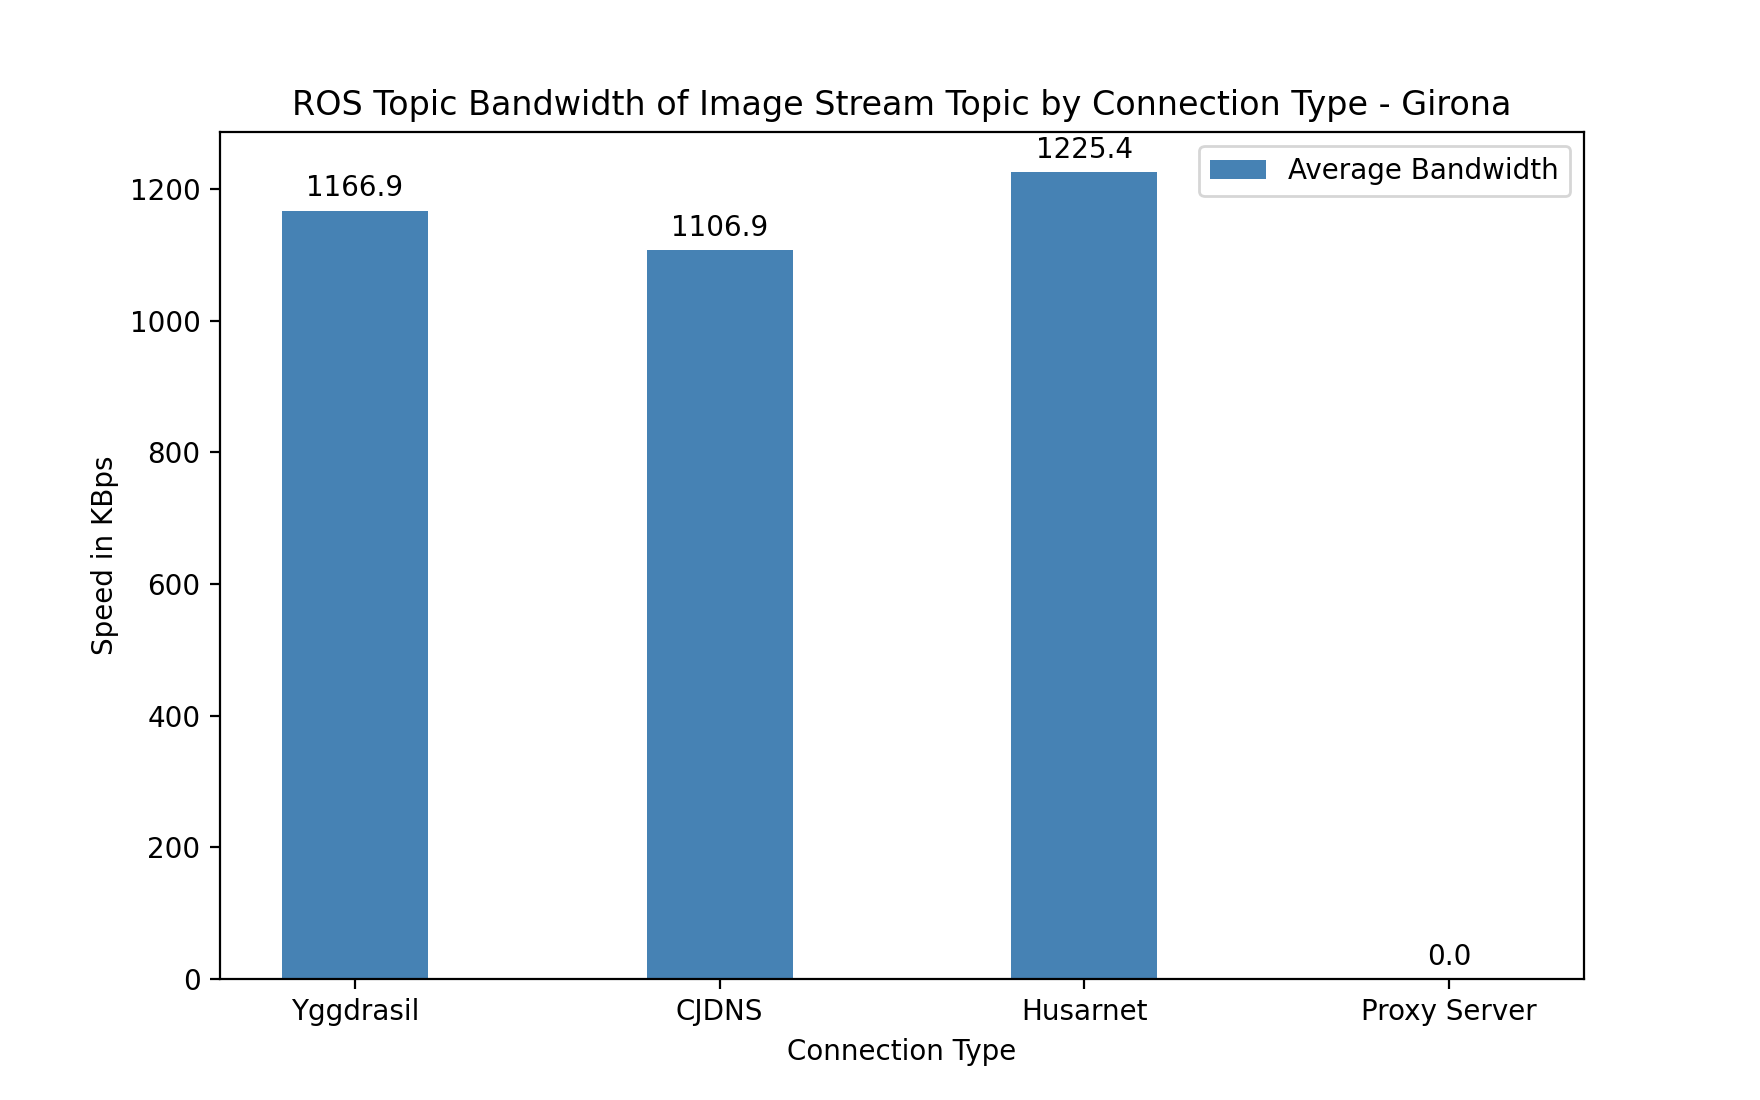 ROS Topic Bandwidth of Image Stream Topic by Connection Type - Girona
Average Bandwidth
1166.9
1106.9
1225.4
0.0
1200
1000
800
600
400
200
0
Speed in KBps
Yggdrasil
CJDNS
Husarnet
Proxy Server
Connection Type